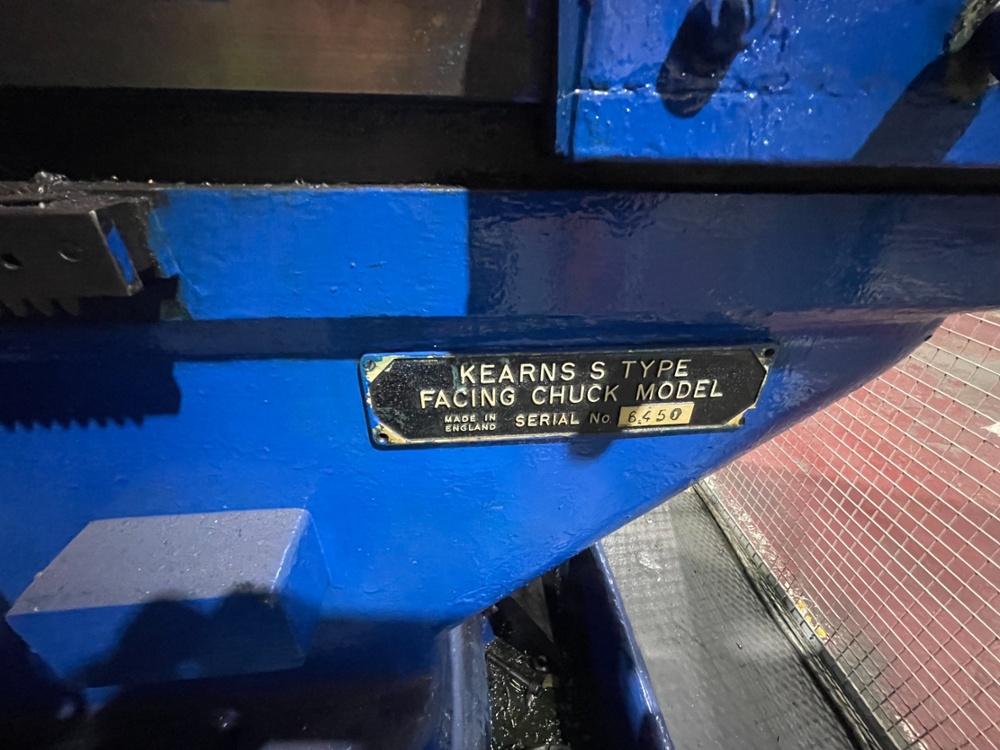 KEARNS S TYPE
FACING CHUCK MODEL
MADE IN
ENGLAND
SERIAL No. 6450